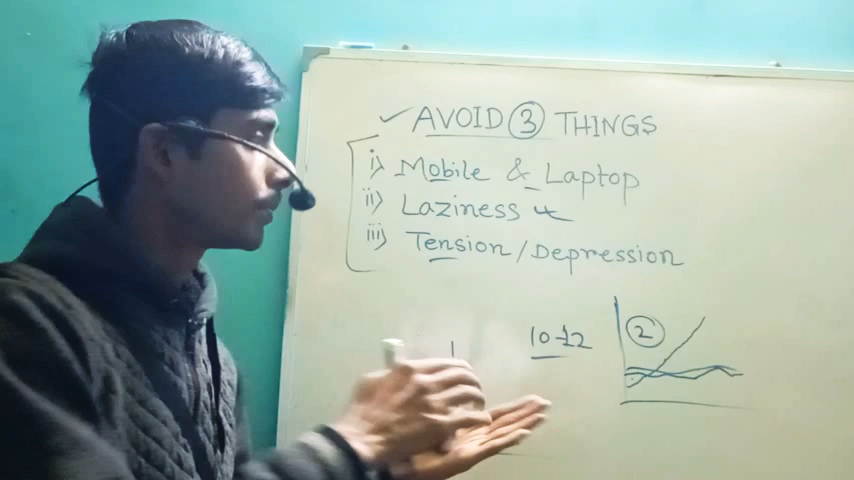 ✓ AVOID ③ THINGS
i) Mobile & Laptop
ii) Laziness
iii) Tension/Depression
10-12
②